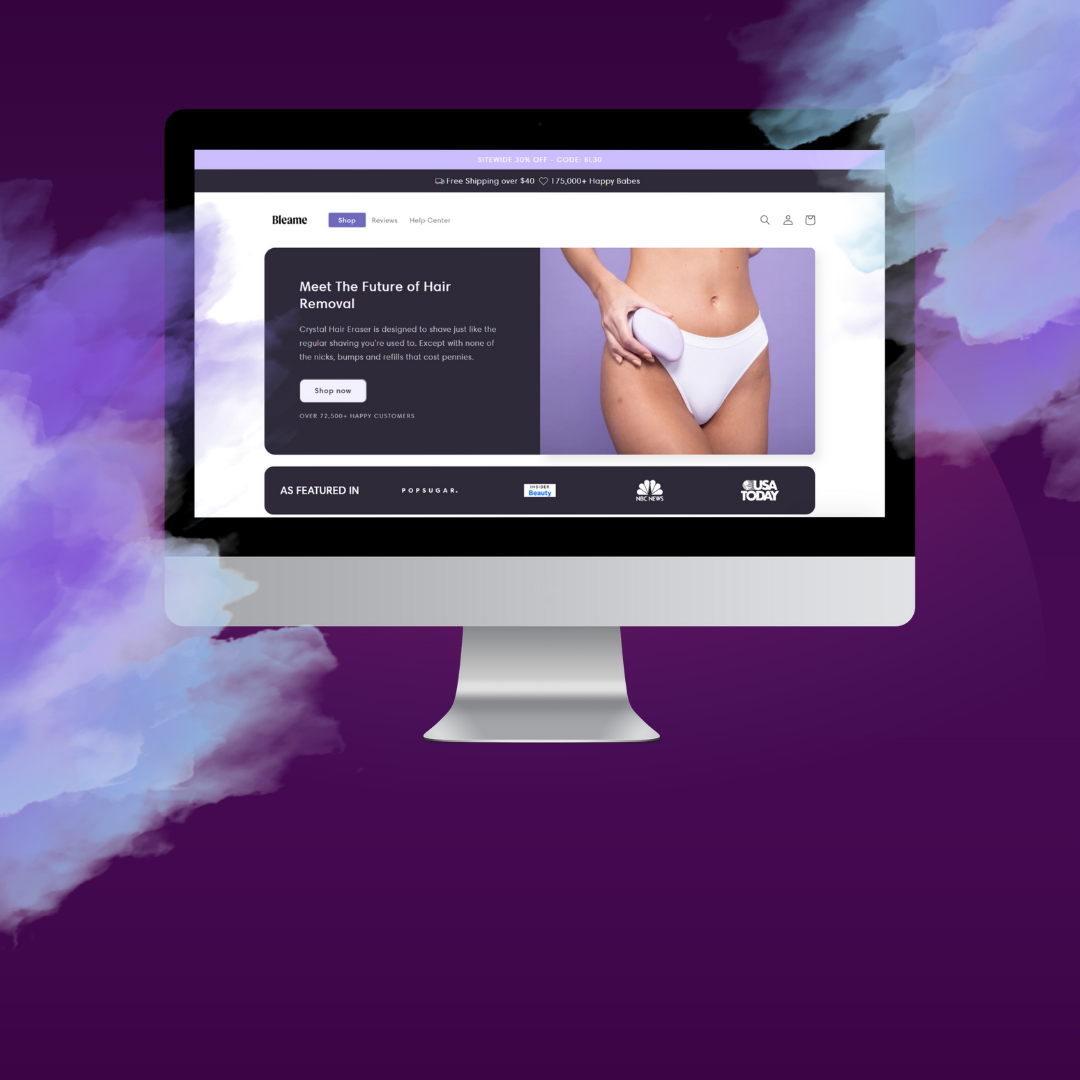 SITEWIDE 30% OFF - CODE: BL30
Free Shipping over $40 ♡ 175,000+ Happy Babes
Bleame Shop Reviews Help Center
Meet The Future of Hair
Removal
Crystal Hair Eraser is designed to shave just like the
regular shaving you're used to. Except with none of
the nicks, bumps and refills that cost pennies.
Shop now
OVER 72,500+ HAPPY CUSTOMERS
AS FEATURED IN POPSUGAR. INSIDER Beauty NBC NEWS USA TODAY